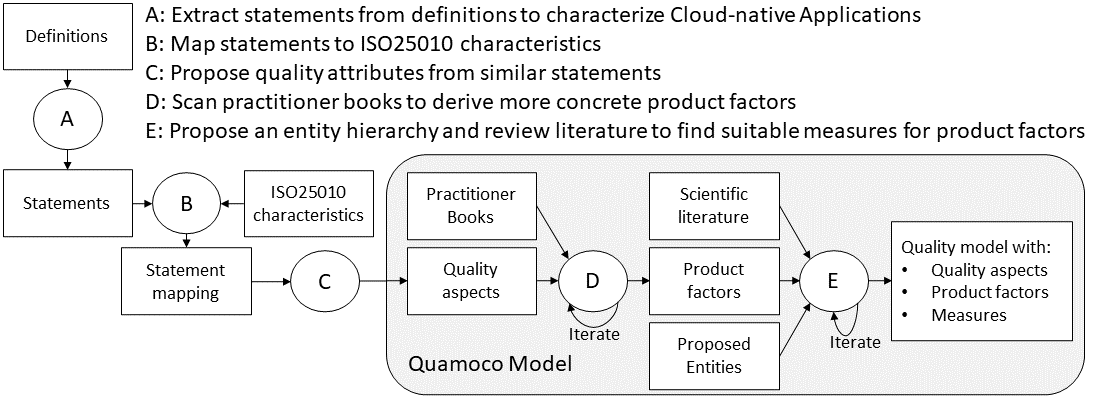 Definitions
A: Extract statements from definitions to characterize Cloud-native Applications
B: Map statements to ISO25010 characteristics
C: Propose quality attributes from similar statements
D: Scan practitioner books to derive more concrete product factors
E: Propose an entity hierarchy and review literature to find suitable measures for product factors
A
Statements
B
ISO25010
characteristics
Statement
mapping
C
Practitioner
Books
Quality
aspects
D
Iterate
Scientific
literature
Product
factors
Proposed
Entities
E
Iterate
Quality model with:
• Quality aspects
• Product factors
• Measures
Quamoco Model